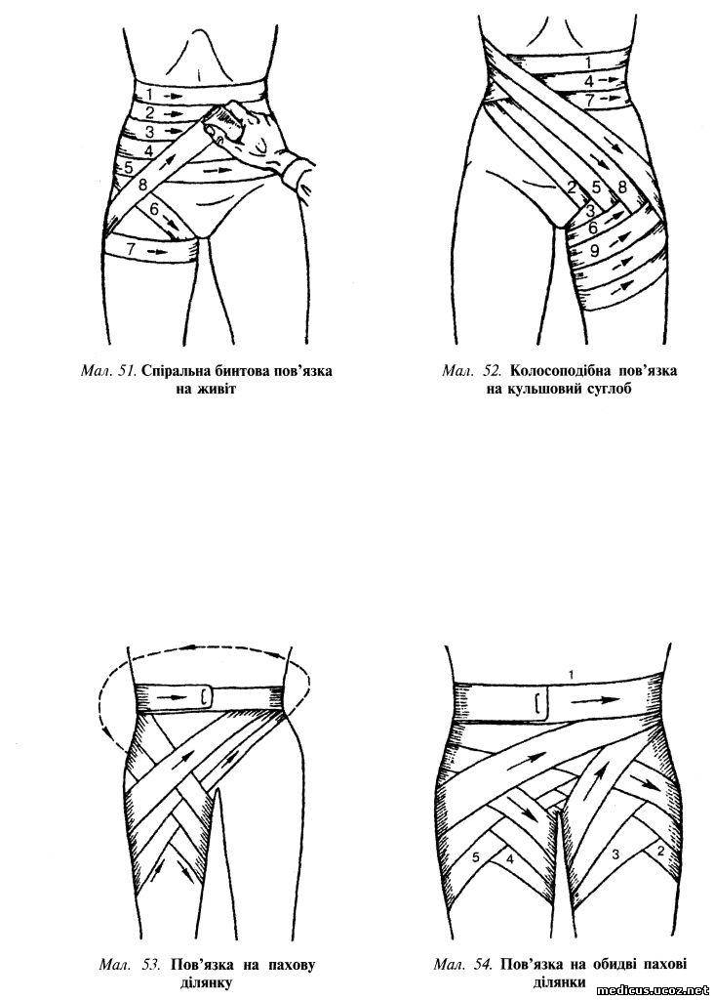 1
2
3
4
5
8
6
7
1
4
7
2 5 8
3
6
9
Мал. 51. Спіральна бинтова пов’язка
на живіт
Мал. 52. Колосоподібна пов’язка
на кульшовий суглоб
1
5 4 3 2
Мал. 53. Пов’язка на пахову
ділянку
Мал. 54. Пов’язка на обидві пахові
ділянки
medicus.ucoz.net